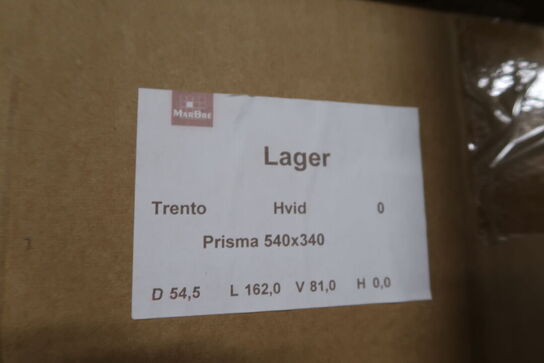 MARBRE
Lager
Trento Hvid 0
Prisma 540x340
D 54,5 L 162,0 V 81,0 H 0,0